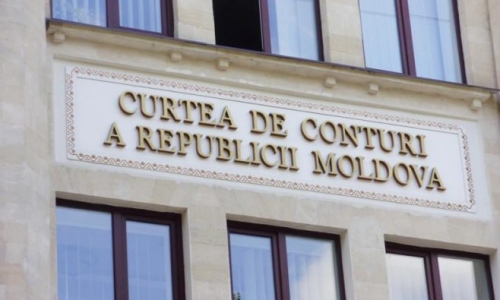 CURTEA DE CONTURI
A REPUBLICII MOLDOVA